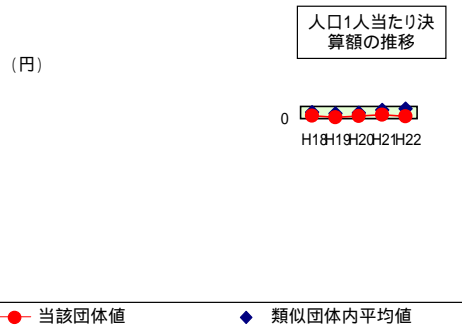 人口1人当たり決
算額の推移
(円)
0
H18H19H20H21H22
当該団体値
類似団体内平均値